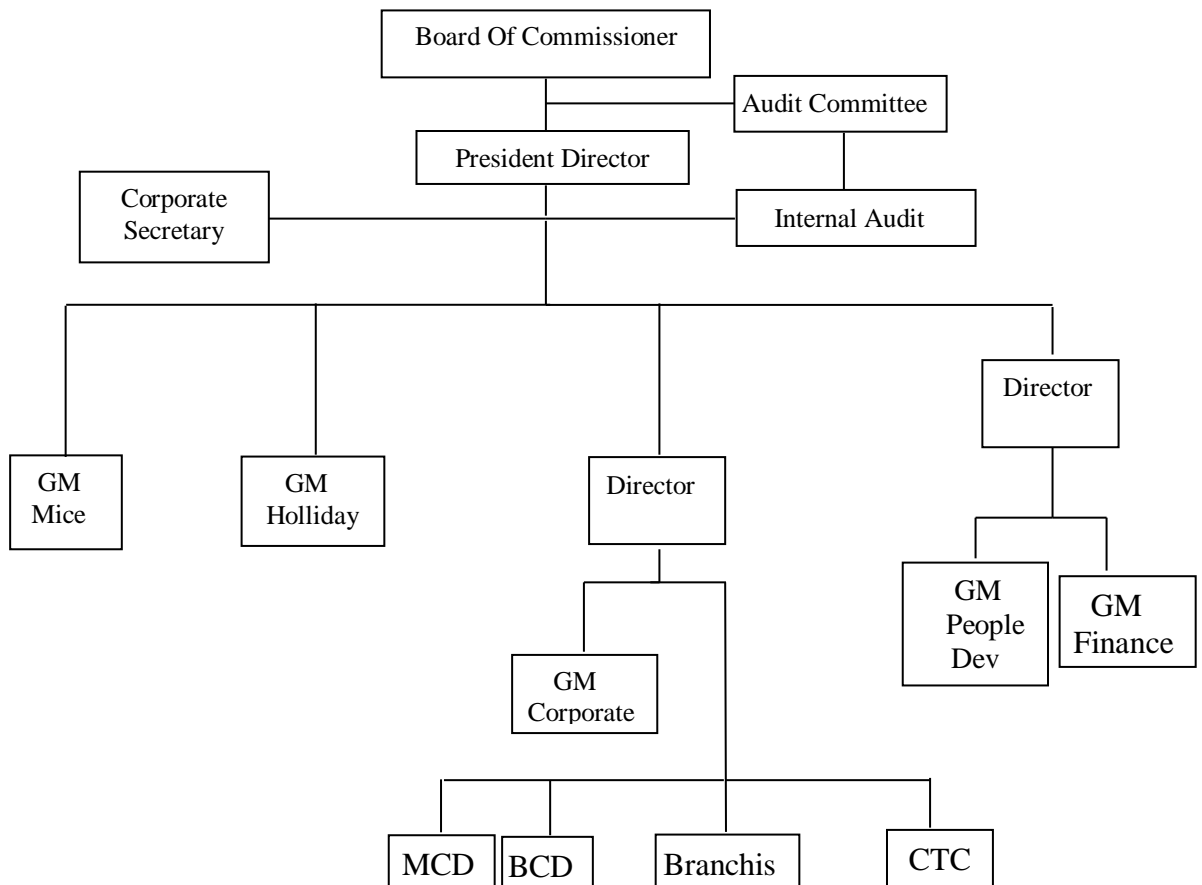 Board Of Commissioner
Audit Committee
President Director
Corporate
Secretary
Internal Audit
Director
GM
Mice
GM
Holliday
Director
GM
People
Dev
GM
Finance
GM
Corporate
MCD
BCD
Branchis
CTC